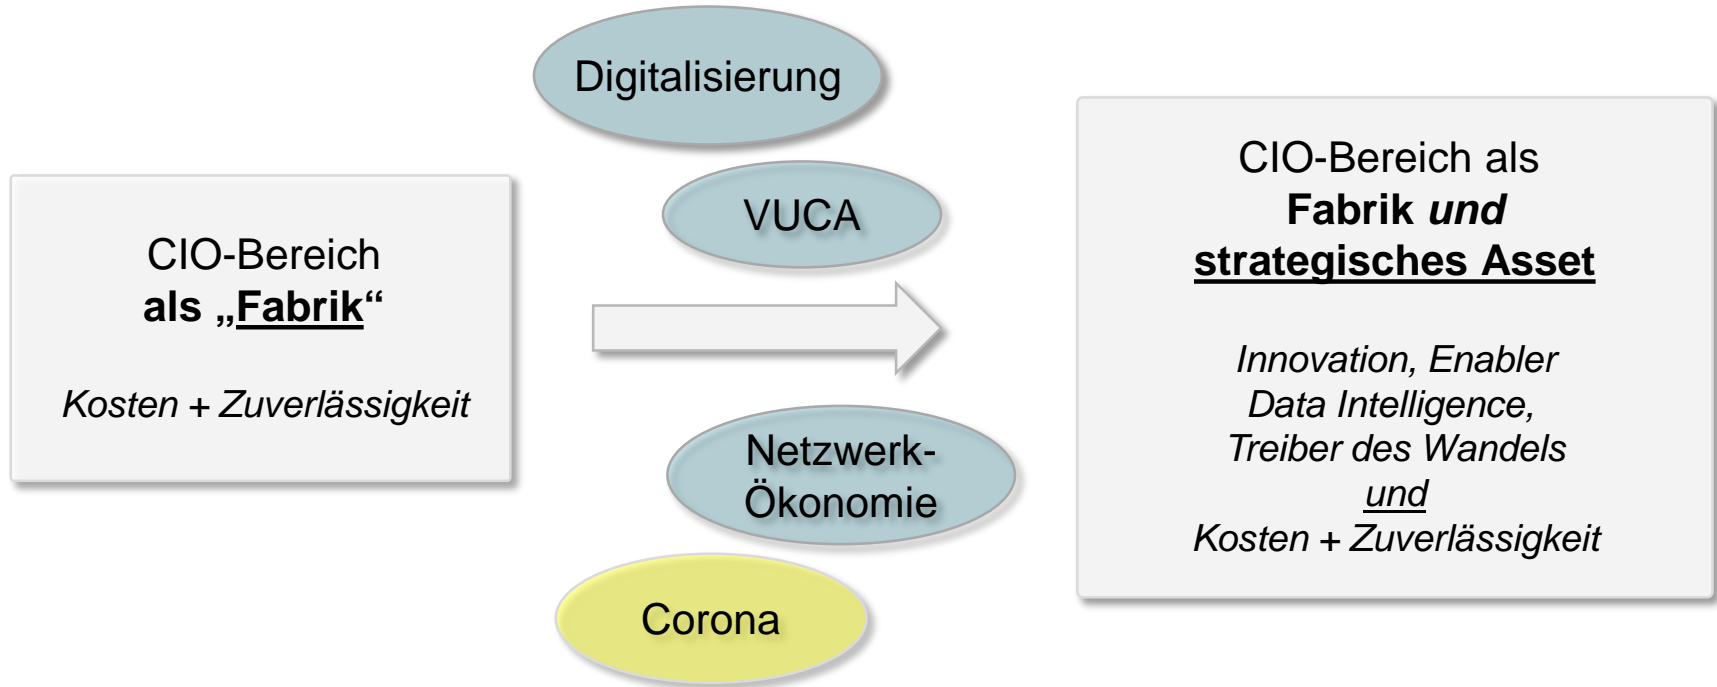 CIO-Bereich
als „Fabrik“
Kosten + Zuverlässigkeit
Digitalisierung
VUCA
Netzwerk-
Ökonomie
Corona
CIO-Bereich als
Fabrik und
strategisches Asset
Innovation, Enabler
Data Intelligence,
Treiber des Wandels
und
Kosten + Zuverlässigkeit